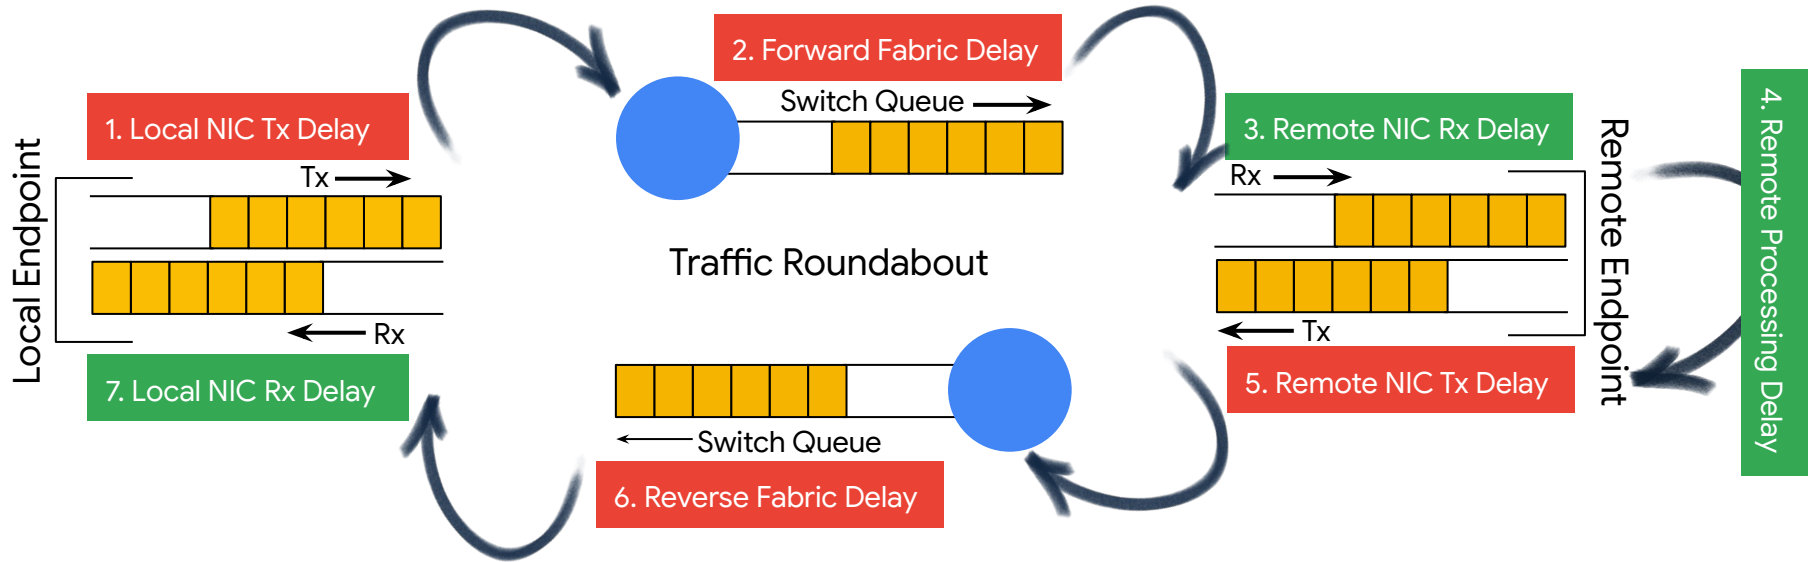 2. Forward Fabric Delay
Switch Queue
1. Local NIC Tx Delay
Tx
Local Endpoint
Rx
7. Local NIC Rx Delay
Traffic Roundabout
3. Remote NIC Rx Delay
Rx
Remote Endpoint
4. Remote Processing Delay
Tx
5. Remote NIC Tx Delay
Switch Queue
6. Reverse Fabric Delay